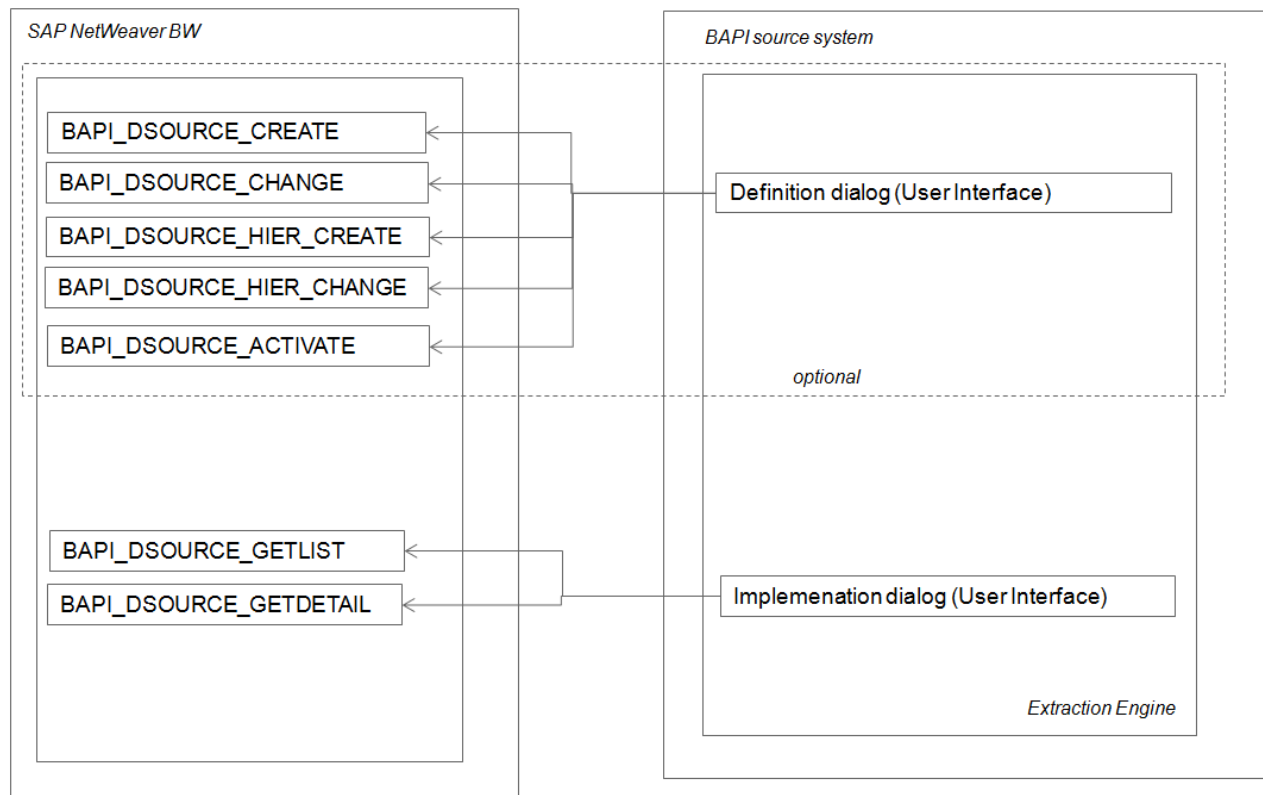 SAP NetWeaver BW
BAPI source system
BAPI_DSOURCE_CREATE
BAPI_DSOURCE_CHANGE
Definition dialog (User Interface)
BAPI_DSOURCE_HIER_CREATE
BAPI_DSOURCE_HIER_CHANGE
BAPI_DSOURCE_ACTIVATE
optional
BAPI_DSOURCE_GETLIST
BAPI_DSOURCE_GETDETAIL
Implemenation dialog (User Interface)
Extraction Engine